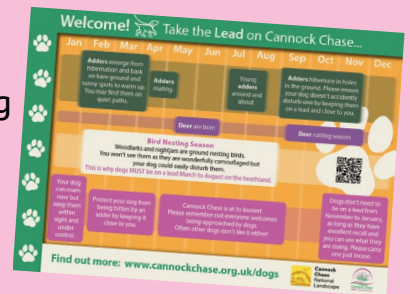 g
Welcome! Take the Lead on Cannock Chase...
Jan Feb Mar Apr May Jun Jul Aug Sep Oct Nov Dec
Adders emerge from
hibernation and bask
on bare ground and
sunny spots to warm up.
You may find them on
quiet paths.
Adders
mating.
Young
adders
around and
about.
Adders hibernate in holes
in the ground. Please ensure
your dog doesn't accidently
disturb one by keeping them
on a lead and close to you.
Deer are born
Deer rutting season
Bird Nesting Season
Woodlarks and nightjars are ground nesting birds.
You won't see them as they are wonderfully camouflaged but
your dog could easily disturb them.
This is why dogs MUST be on a lead March to August on the heathland.
Your dog
can roam
now but
keep them
within
sight and
under
control.
Protect your dog from
being bitten by an
adder by keeping it
close to you.
Cannock Chase is at its busiest.
Please remember not everyone welcomes
being approached by dogs.
Often other dogs don't like it either!
Dogs don't need to
be on a lead from
November to January,
as long as they have
excellent recall and
you can see what they
are doing. Please carry
one just incase.
Find out more: www.cannockchase.org.uk/dogs
Cannock
Chase
National
Landscape